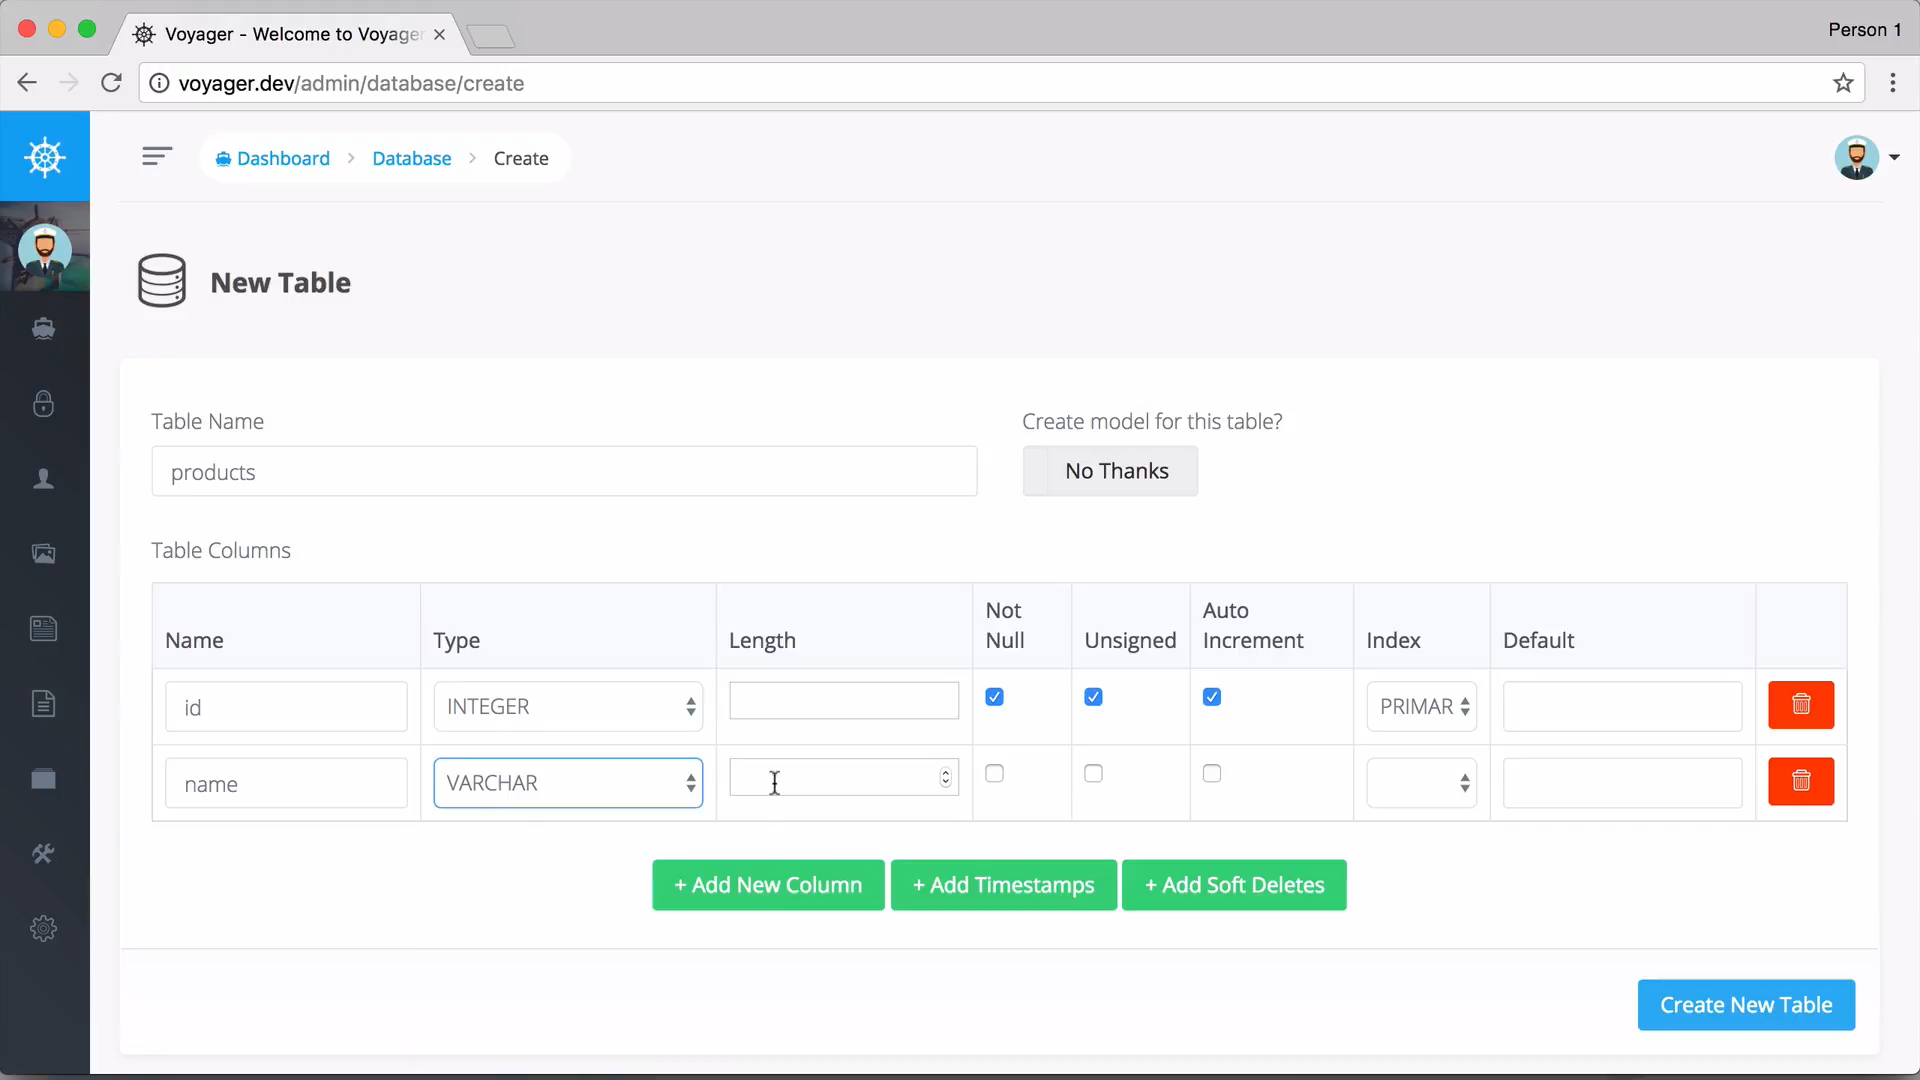 Voyager - Welcome to Voyager
Person 1
voyager.dev/admin/database/create
Dashboard > Database > Create
New Table
Table Name
Create model for this table?
products
No Thanks
Table Columns
Name Type Length Not Null Unsigned Auto Increment Index Default
id INTEGER PRIMAR
name VARCHAR
+ Add New Column + Add Timestamps + Add Soft Deletes
Create New Table